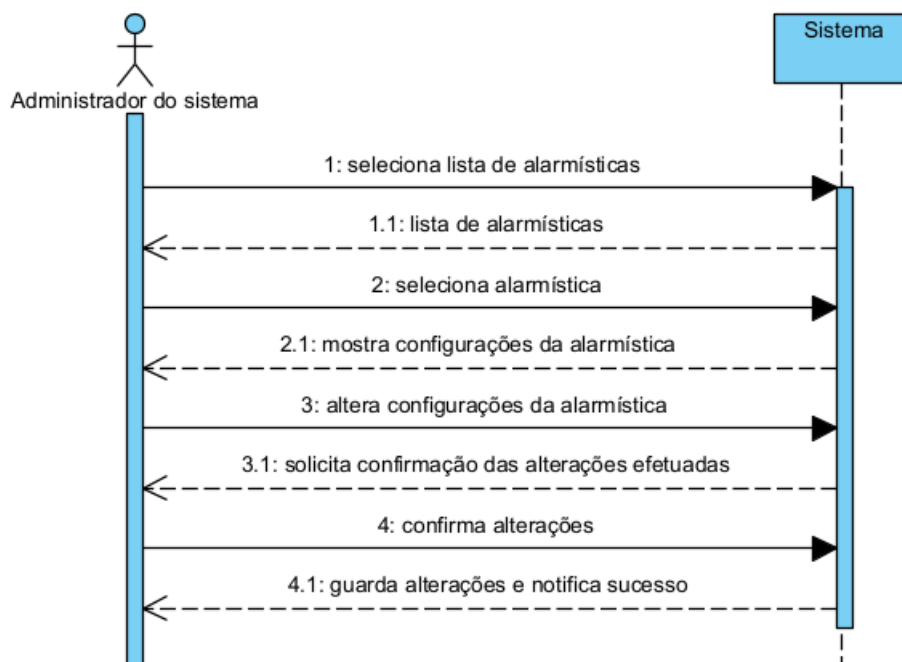 Sistema
Administrador do sistema
1: seleciona lista de alarmísticas
1.1: lista de alarmísticas
2: seleciona alarmística
2.1: mostra configurações da alarmística
3: altera configurações da alarmística
3.1: solicita confirmação das alterações efetuadas
4: confirma alterações
4.1: guarda alterações e notifica sucesso